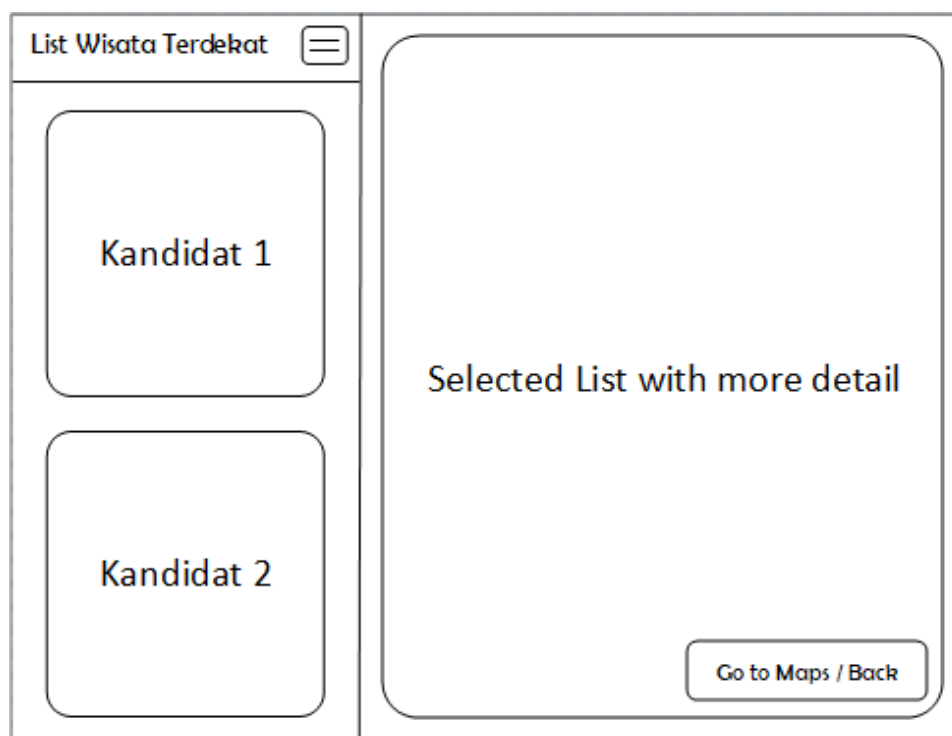 List Wisata Terdekat
Kandidat 1
Kandidat 2
Selected List with more detail
Go to Maps / Back